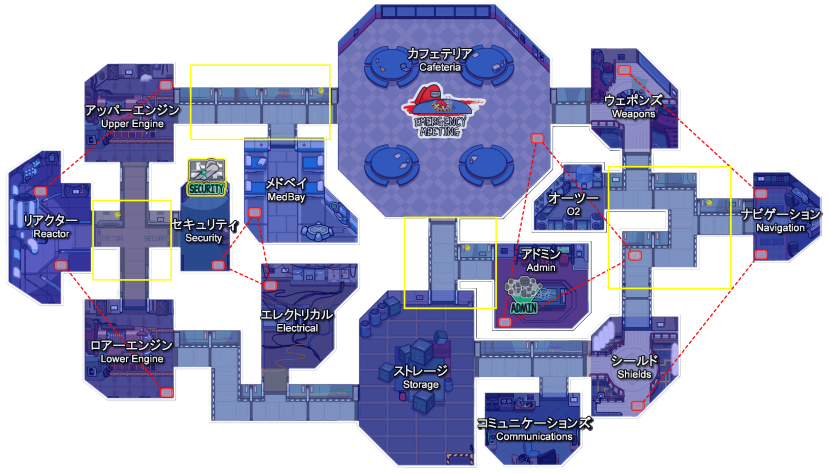 カフェテリア
Cafeteria
EMERGENCY
MEETING
アッパーエンジン
Upper Engine
ウェポンズ
Weapons
SECURITY
メドベイ
MedBay
オーツー
O2
リアクター
Reactor
セキュリティ
Security
ナビゲーション
Navigation
アドミン
Admin
ADMIN
エレクトリカル
Electrical
ロアーエンジン
Lower Engine
ストレージ
Storage
シールド
Shields
コミュニケーションズ
Communications